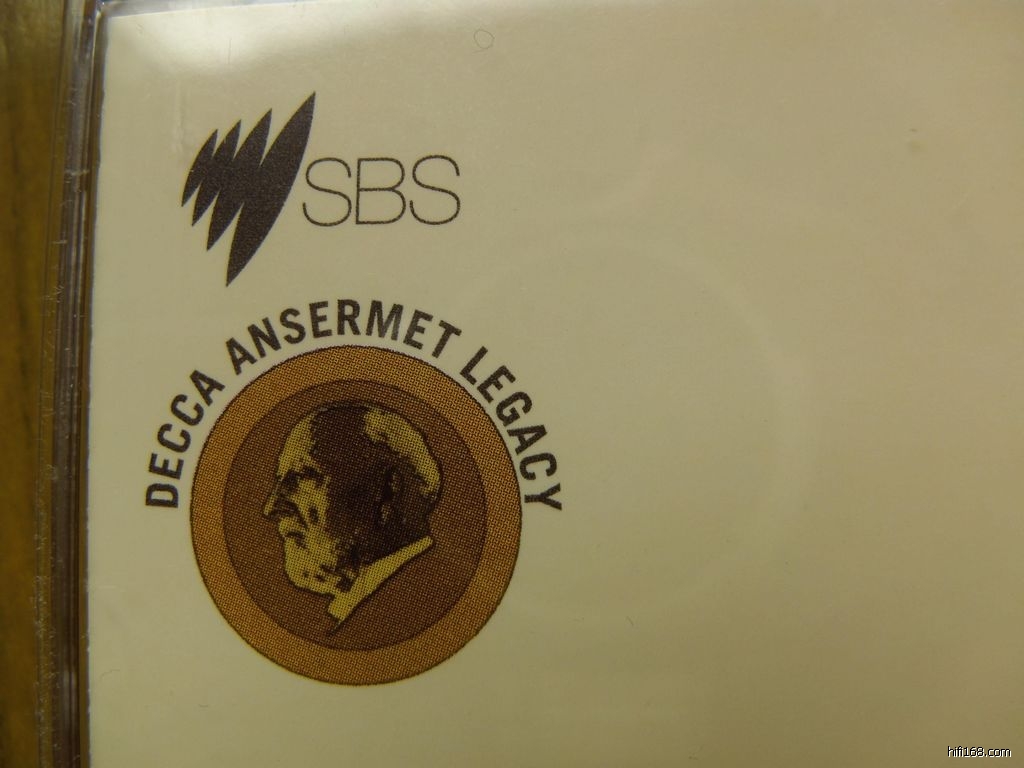 SBS
DECCA ANSERMET LEGACY
hifi168.com